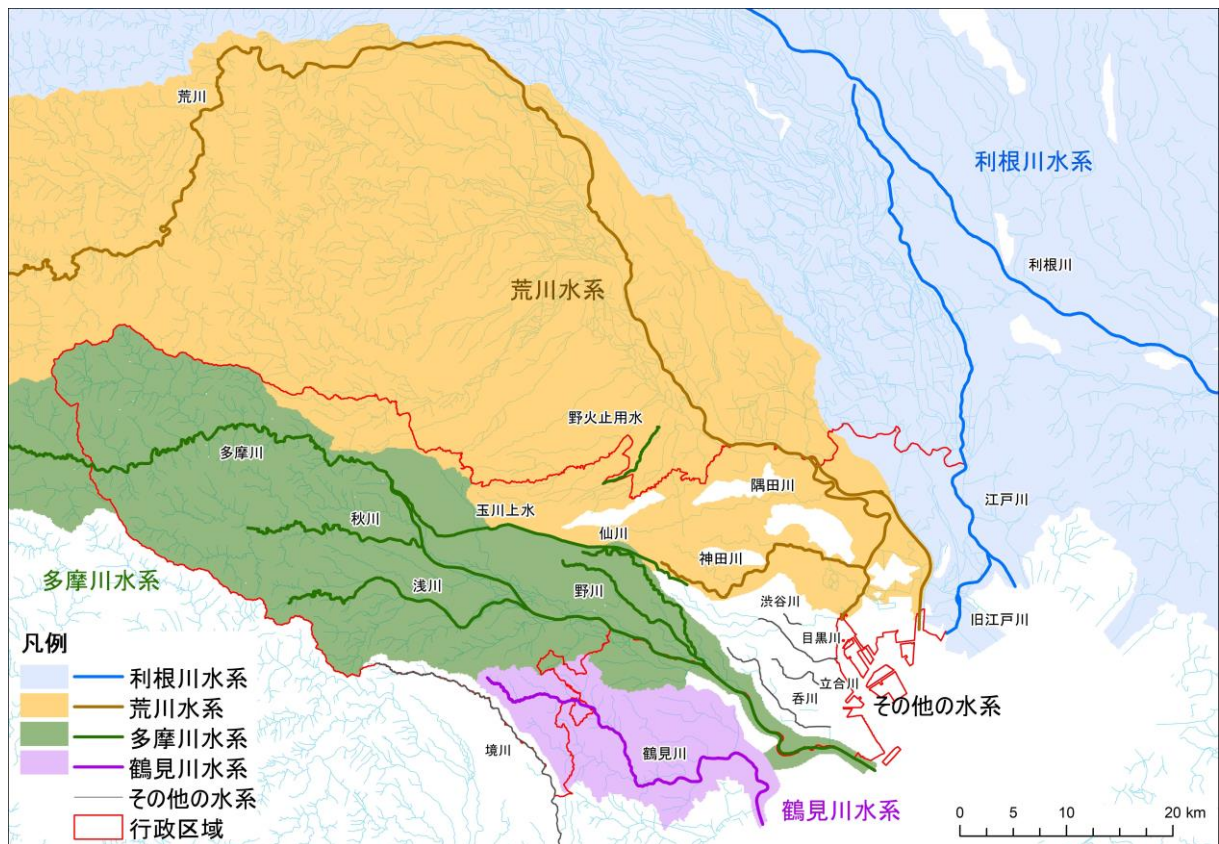 荒川
利根川水系
利根川
荒川水系
野火止用水
多摩川
隅田川
江戸川
玉川上水
秋川
仙川
神田川
多摩川水系
浅川
野川
渋谷川
旧江戸川
目黒川
立合川
呑川
その他の水系
境川
鶴見川
鶴見川水系
凡例
利根川水系
荒川水系
多摩川水系
鶴見川水系
その他の水系
行政区域
0 5 10 20 km